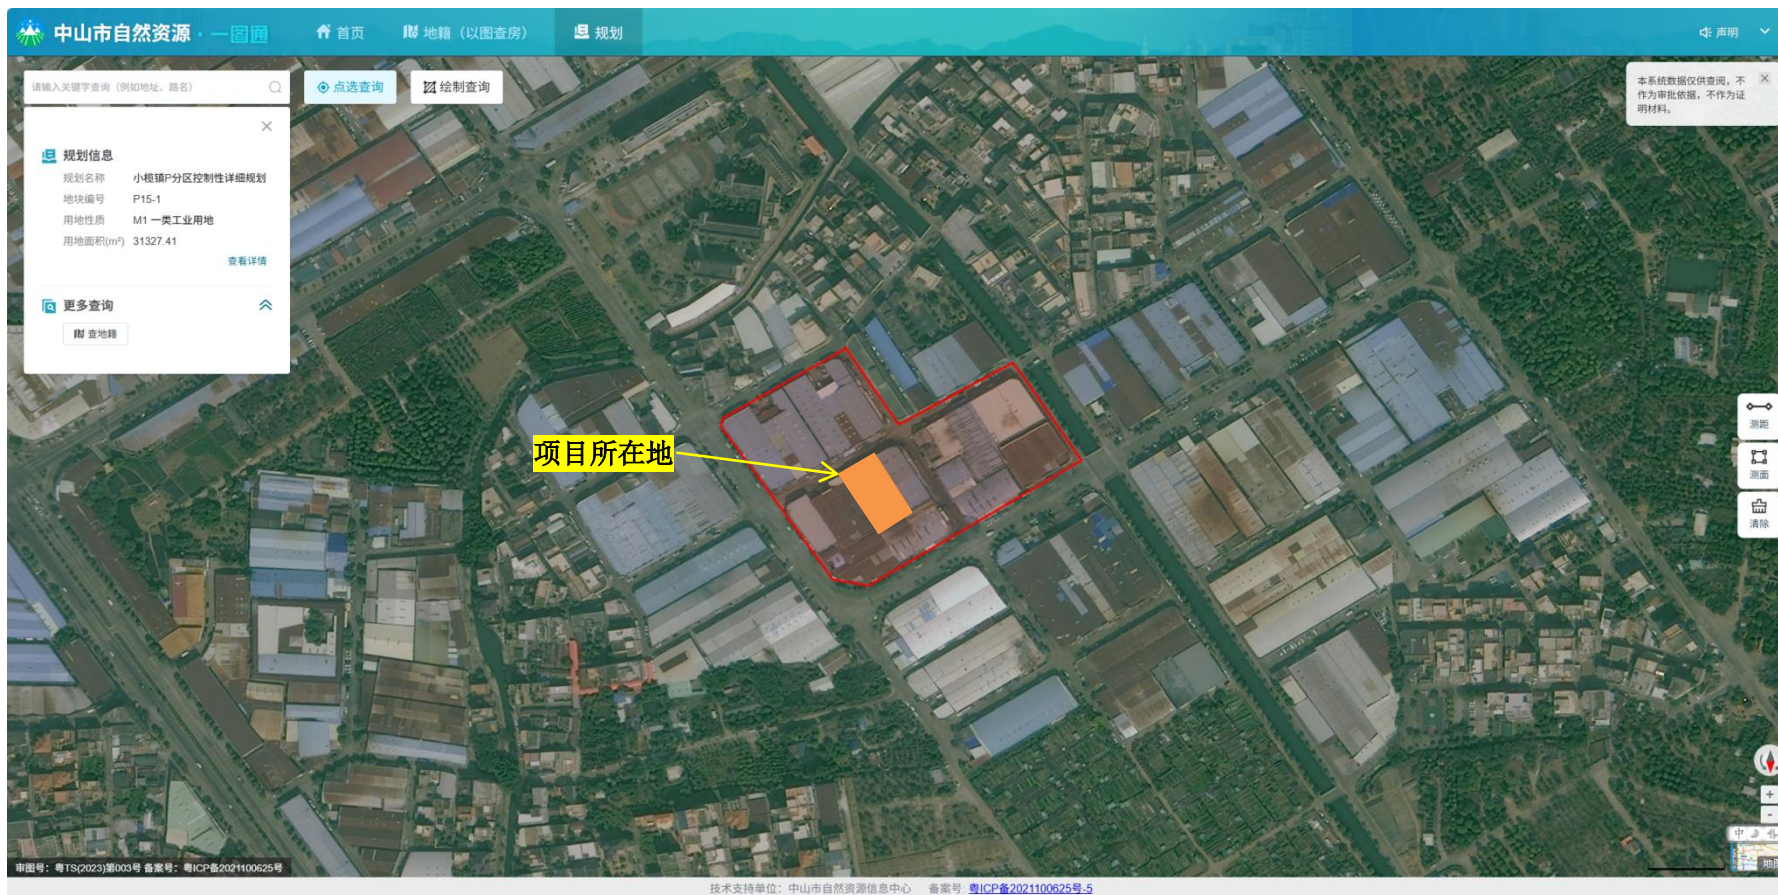 中山市自然资源·一图通
首页
地籍（以图查房）
规划
声明
请输入关键字查询（例如地址、路名）
点选查询
绘制查询
本系统数据仅供查阅，不
作为审批依据，不作为证
明材料。
规划信息
规划名称 小榄镇P分区控制性详细规划
地块编号 P15-1
用地性质 M1 一类工业用地
用地面积(m²) 31327.41
查看详情
更多查询
查地籍
项目所在地
测距
测面
清除
+
-
中
地图
审图号：粤TS(2023)第003号 备案号：粤ICP备2021100625号
技术支持单位：中山市自然资源信息中心 备案号: 粤ICP备2021100625号-5